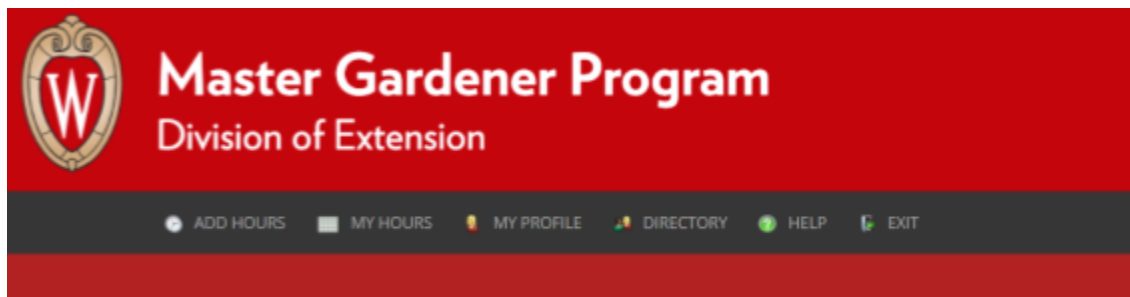 W
Master Gardener Program
Division of Extension
ADD HOURS MY HOURS MY PROFILE DIRECTORY HELP EXIT